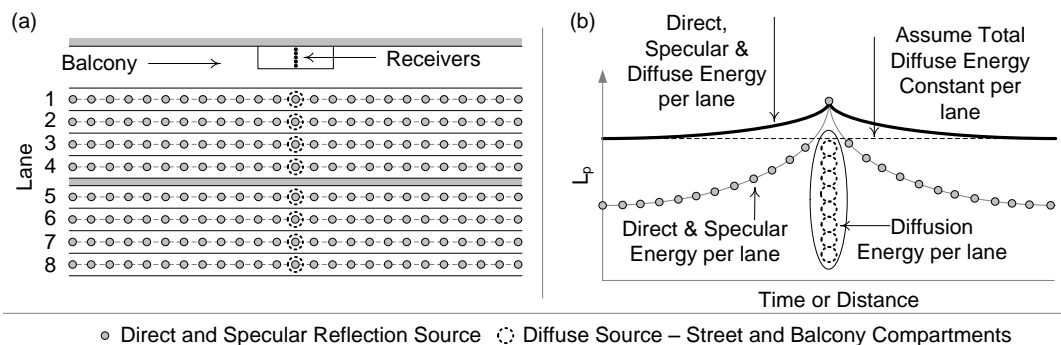 (a)
Balcony
Receivers
Lane
1
2
3
4
5
6
7
8
(b)
Direct,
Specular &
Diffuse Energy
per lane
Assume Total
Diffuse Energy
Constant per
lane
Lp
Direct & Specular
Energy per lane
Diffusion
Energy per lane
Time or Distance
Direct and Specular Reflection Source
Diffuse Source – Street and Balcony Compartments